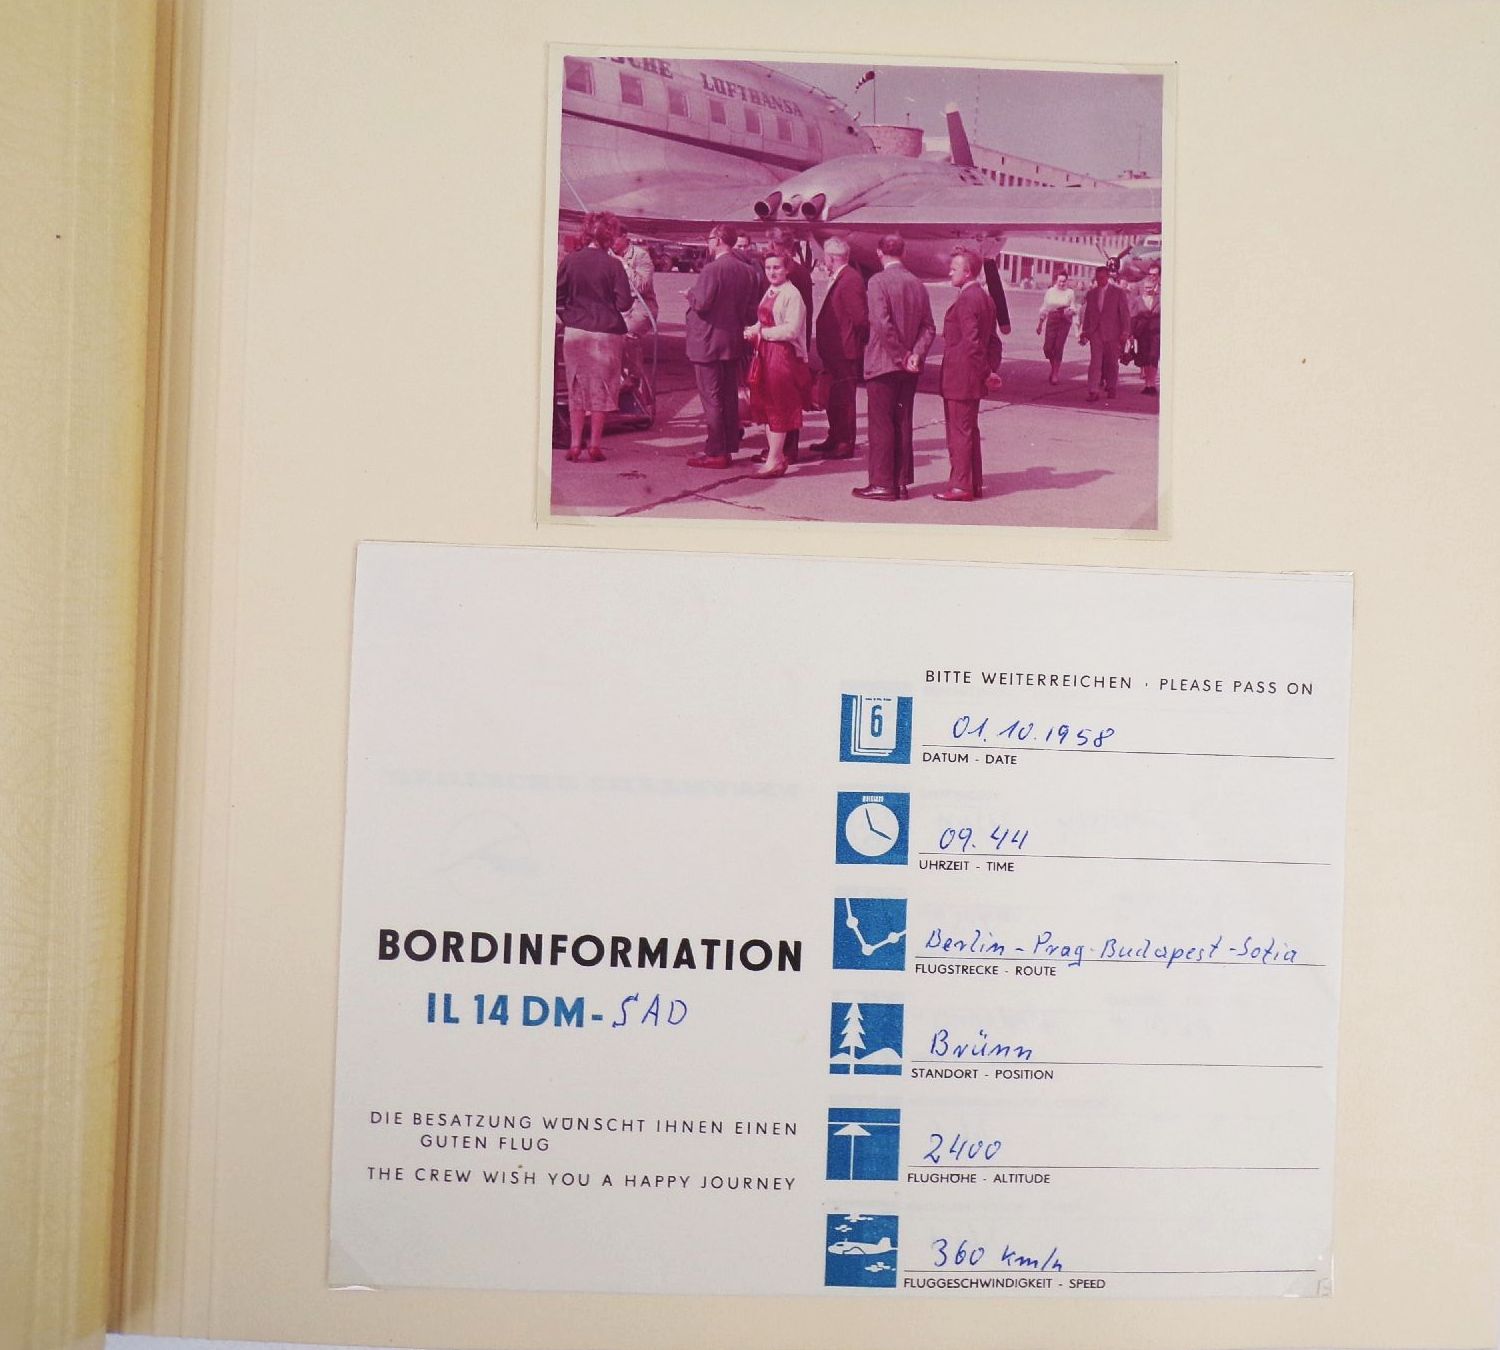 SCHE LUFTHANSA
BITTE WEITERREICHEN · PLEASE PASS ON
6
01.10.1958
DATUM - DATE
09.44
UHRZEIT - TIME
Berlin - Prag - Budapest - Sofia
FLUGSTRECKE - ROUTE
BORDINFORMATION
IL 14 DM- SAD
Brünn
STANDORT - POSITION
DIE BESATZUNG WÜNSCHT IHNEN EINEN
GUTEN FLUG
THE CREW WISH YOU A HAPPY JOURNEY
2400
FLUGHÖHE - ALTITUDE
360 km/h
FLUGGESCHWINDIGKEIT - SPEED